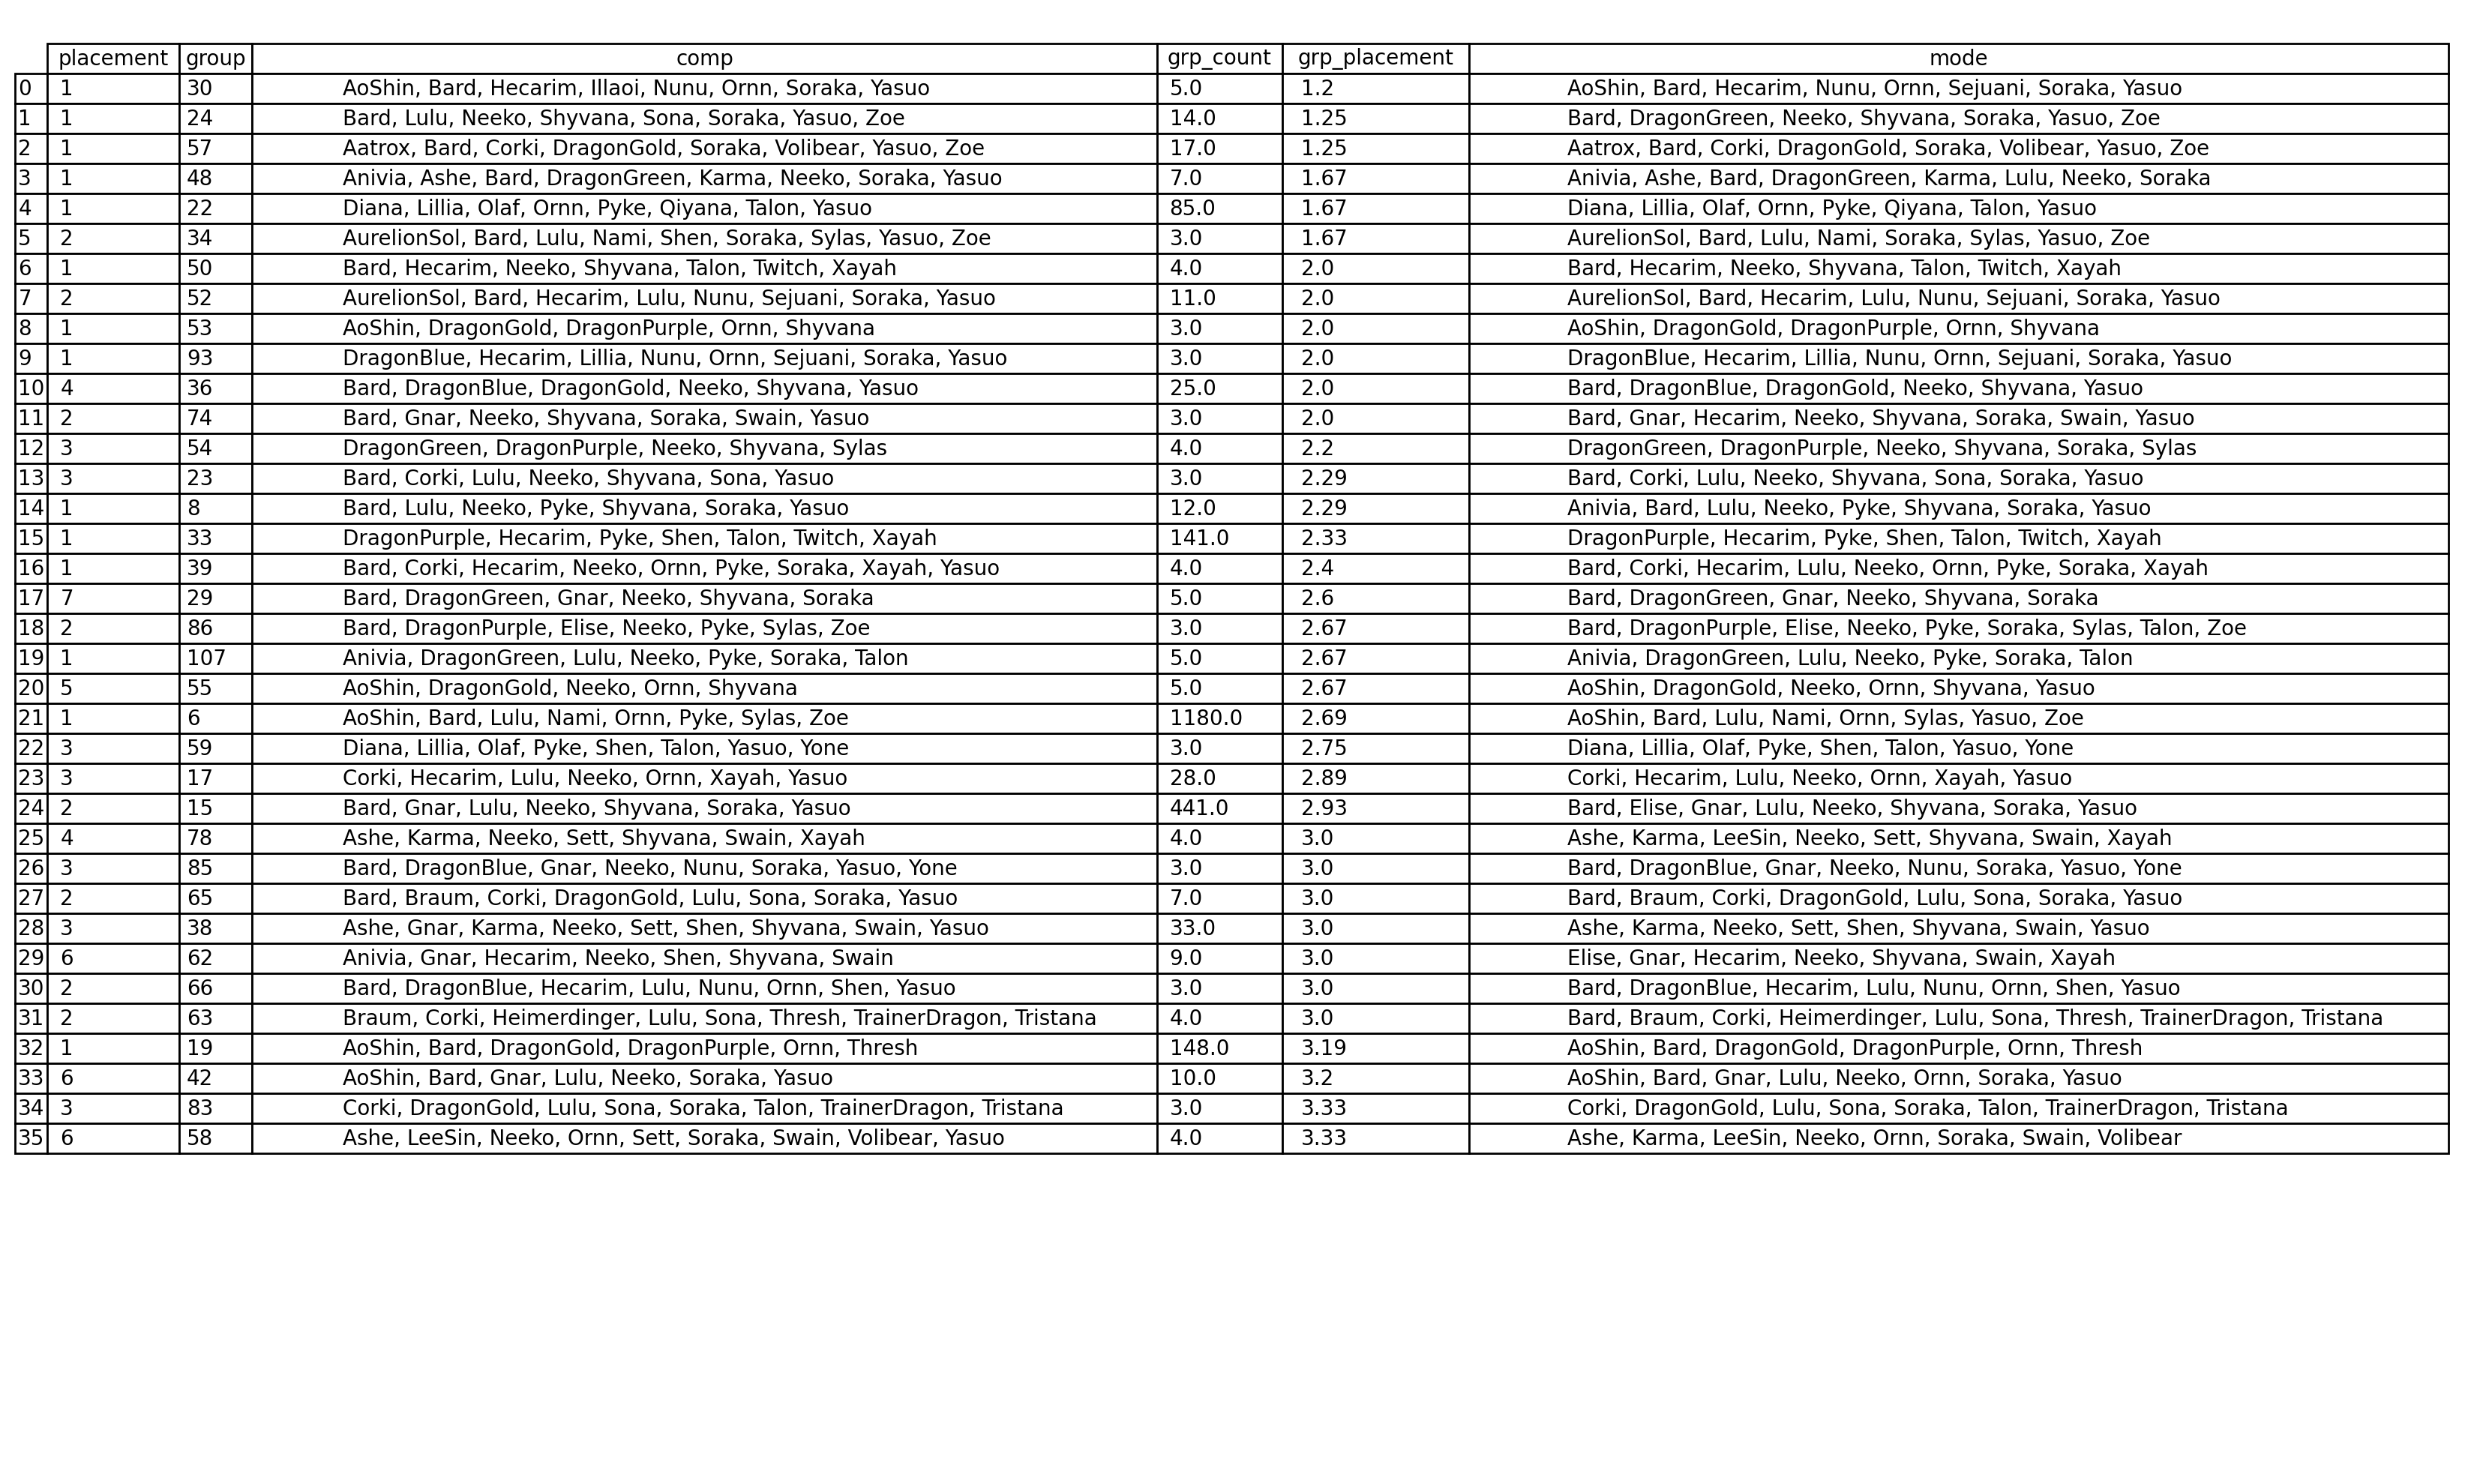 placement group comp grp_count grp_placement mode
0 1 30 AoShin, Bard, Hecarim, Illaoi, Nunu, Ornn, Soraka, Yasuo 5.0 1.2 AoShin, Bard, Hecarim, Nunu, Ornn, Sejuani, Soraka, Yasuo
1 1 24 Bard, Lulu, Neeko, Shyvana, Sona, Soraka, Yasuo, Zoe 14.0 1.25 Bard, DragonGreen, Neeko, Shyvana, Soraka, Yasuo, Zoe
2 1 57 Aatrox, Bard, Corki, DragonGold, Soraka, Volibear, Yasuo, Zoe 17.0 1.25 Aatrox, Bard, Corki, DragonGold, Soraka, Volibear, Yasuo, Zoe
3 1 48 Anivia, Ashe, Bard, DragonGreen, Karma, Neeko, Soraka, Yasuo 7.0 1.67 Anivia, Ashe, Bard, DragonGreen, Karma, Lulu, Neeko, Soraka
4 1 22 Diana, Lillia, Olaf, Ornn, Pyke, Qiyana, Talon, Yasuo 85.0 1.67 Diana, Lillia, Olaf, Ornn, Pyke, Qiyana, Talon, Yasuo
5 2 34 AurelionSol, Bard, Lulu, Nami, Shen, Soraka, Sylas, Yasuo, Zoe 3.0 1.67 AurelionSol, Bard, Lulu, Nami, Soraka, Sylas, Yasuo, Zoe
6 1 50 Bard, Hecarim, Neeko, Shyvana, Talon, Twitch, Xayah 4.0 2.0 Bard, Hecarim, Neeko, Shyvana, Talon, Twitch, Xayah
7 2 52 AurelionSol, Bard, Hecarim, Lulu, Nunu, Sejuani, Soraka, Yasuo 11.0 2.0 AurelionSol, Bard, Hecarim, Lulu, Nunu, Sejuani, Soraka, Yasuo
8 1 53 AoShin, DragonGold, DragonPurple, Ornn, Shyvana 3.0 2.0 AoShin, DragonGold, DragonPurple, Ornn, Shyvana
9 1 93 DragonBlue, Hecarim, Lillia, Nunu, Ornn, Sejuani, Soraka, Yasuo 3.0 2.0 DragonBlue, Hecarim, Lillia, Nunu, Ornn, Sejuani, Soraka, Yasuo
10 4 36 Bard, DragonBlue, DragonGold, Neeko, Shyvana, Yasuo 25.0 2.0 Bard, DragonBlue, DragonGold, Neeko, Shyvana, Yasuo
11 2 74 Bard, Gnar, Neeko, Shyvana, Soraka, Swain, Yasuo 3.0 2.0 Bard, Gnar, Hecarim, Neeko, Shyvana, Soraka, Swain, Yasuo
12 3 54 DragonGreen, DragonPurple, Neeko, Shyvana, Sylas 4.0 2.2 DragonGreen, DragonPurple, Neeko, Shyvana, Soraka, Sylas
13 3 23 Bard, Corki, Lulu, Neeko, Shyvana, Sona, Yasuo 3.0 2.29 Bard, Corki, Lulu, Neeko, Shyvana, Sona, Soraka, Yasuo
14 1 8 Bard, Lulu, Neeko, Pyke, Shyvana, Soraka, Yasuo 12.0 2.29 Anivia, Bard, Lulu, Neeko, Pyke, Shyvana, Soraka, Yasuo
15 1 33 DragonPurple, Hecarim, Pyke, Shen, Talon, Twitch, Xayah 141.0 2.33 DragonPurple, Hecarim, Pyke, Shen, Talon, Twitch, Xayah
16 1 39 Bard, Corki, Hecarim, Neeko, Ornn, Pyke, Soraka, Xayah, Yasuo 4.0 2.4 Bard, Corki, Hecarim, Lulu, Neeko, Ornn, Pyke, Soraka, Xayah
17 7 29 Bard, DragonGreen, Gnar, Neeko, Shyvana, Soraka 5.0 2.6 Bard, DragonGreen, Gnar, Neeko, Shyvana, Soraka
18 2 86 Bard, DragonPurple, Elise, Neeko, Pyke, Sylas, Zoe 3.0 2.67 Bard, DragonPurple, Elise, Neeko, Pyke, Soraka, Sylas, Talon, Zoe
19 1 107 Anivia, DragonGreen, Lulu, Neeko, Pyke, Soraka, Talon 5.0 2.67 Anivia, DragonGreen, Lulu, Neeko, Pyke, Soraka, Talon
20 5 55 AoShin, DragonGold, Neeko, Ornn, Shyvana 5.0 2.67 AoShin, DragonGold, Neeko, Ornn, Shyvana, Yasuo
21 1 6 AoShin, Bard, Lulu, Nami, Ornn, Pyke, Sylas, Zoe 1180.0 2.69 AoShin, Bard, Lulu, Nami, Ornn, Sylas, Yasuo, Zoe
22 3 59 Diana, Lillia, Olaf, Pyke, Shen, Talon, Yasuo, Yone 3.0 2.75 Diana, Lillia, Olaf, Pyke, Shen, Talon, Yasuo, Yone
23 3 17 Corki, Hecarim, Lulu, Neeko, Ornn, Xayah, Yasuo 28.0 2.89 Corki, Hecarim, Lulu, Neeko, Ornn, Xayah, Yasuo
24 2 15 Bard, Gnar, Lulu, Neeko, Shyvana, Soraka, Yasuo 441.0 2.93 Bard, Elise, Gnar, Lulu, Neeko, Shyvana, Soraka, Yasuo
25 4 78 Ashe, Karma, Neeko, Sett, Shyvana, Swain, Xayah 4.0 3.0 Ashe, Karma, LeeSin, Neeko, Sett, Shyvana, Swain, Xayah
26 3 85 Bard, DragonBlue, Gnar, Neeko, Nunu, Soraka, Yasuo, Yone 3.0 3.0 Bard, DragonBlue, Gnar, Neeko, Nunu, Soraka, Yasuo, Yone
27 2 65 Bard, Braum, Corki, DragonGold, Lulu, Sona, Soraka, Yasuo 7.0 3.0 Bard, Braum, Corki, DragonGold, Lulu, Sona, Soraka, Yasuo
28 3 38 Ashe, Gnar, Karma, Neeko, Sett, Shen, Shyvana, Swain, Yasuo 33.0 3.0 Ashe, Karma, Neeko, Sett, Shen, Shyvana, Swain, Yasuo
29 6 62 Anivia, Gnar, Hecarim, Neeko, Shen, Shyvana, Swain 9.0 3.0 Elise, Gnar, Hecarim, Neeko, Shyvana, Swain, Xayah
30 2 66 Bard, DragonBlue, Hecarim, Lulu, Nunu, Ornn, Shen, Yasuo 3.0 3.0 Bard, DragonBlue, Hecarim, Lulu, Nunu, Ornn, Shen, Yasuo
31 2 63 Braum, Corki, Heimerdinger, Lulu, Sona, Thresh, TrainerDragon, Tristana 4.0 3.0 Bard, Braum, Corki, Heimerdinger, Lulu, Sona, Thresh, TrainerDragon, Tristana
32 1 19 AoShin, Bard, DragonGold, DragonPurple, Ornn, Thresh 148.0 3.19 AoShin, Bard, DragonGold, DragonPurple, Ornn, Thresh
33 6 42 AoShin, Bard, Gnar, Lulu, Neeko, Soraka, Yasuo 10.0 3.2 AoShin, Bard, Gnar, Lulu, Neeko, Ornn, Soraka, Yasuo
34 3 83 Corki, DragonGold, Lulu, Sona, Soraka, Talon, TrainerDragon, Tristana 3.0 3.33 Corki, DragonGold, Lulu, Sona, Soraka, Talon, TrainerDragon, Tristana
35 6 58 Ashe, LeeSin, Neeko, Ornn, Sett, Soraka, Swain, Volibear, Yasuo 4.0 3.33 Ashe, Karma, LeeSin, Neeko, Ornn, Soraka, Swain, Volibear